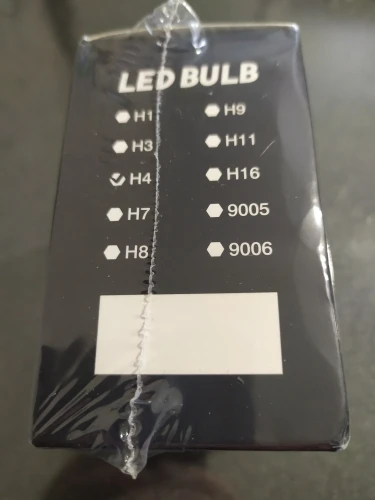 LED BULB
H1 H9
H3 H11
H4 H16
H7 9005
H8 9006